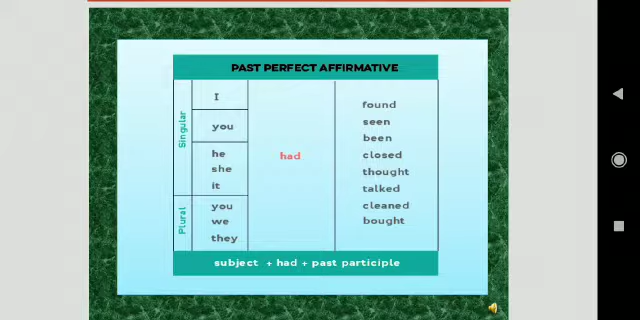 PAST PERFECT AFFIRMATIVE
Singular
I
you
he
she
it
Plural
you
we
they
had
found
seen
been
closed
thought
talked
cleaned
bought
subject + had + past participle